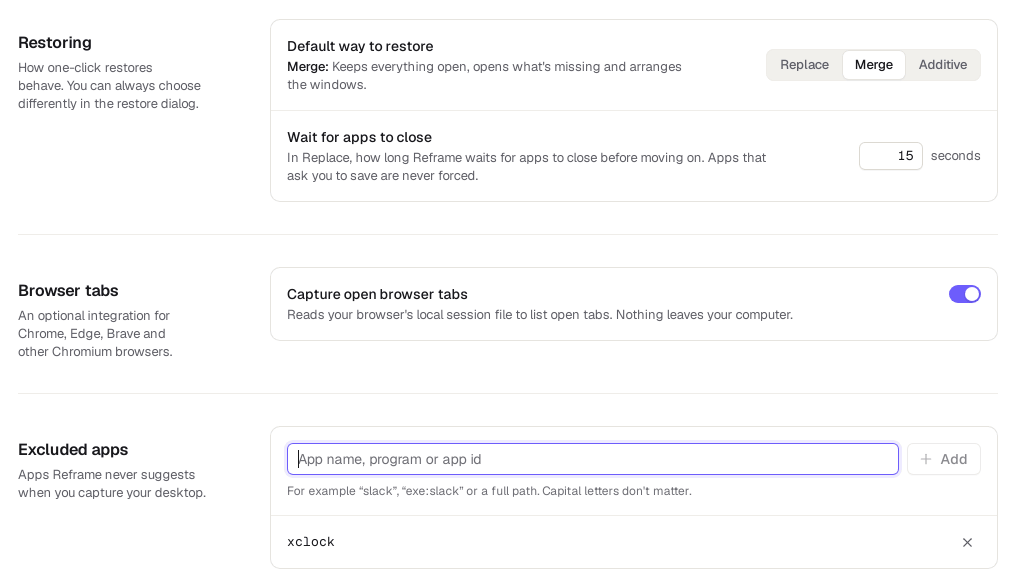 Restoring
How one-click restores
behave. You can always choose
differently in the restore dialog.
Default way to restore
Merge: Keeps everything open, opens what's missing and arranges
the windows.
Replace
Merge
Additive
Wait for apps to close
In Replace, how long Reframe waits for apps to close before moving on. Apps that
ask you to save are never forced.
15 seconds
Browser tabs
An optional integration for
Chrome, Edge, Brave and
other Chromium browsers.
Capture open browser tabs
Reads your browser's local session file to list open tabs. Nothing leaves your computer.
Excluded apps
Apps Reframe never suggests
when you capture your desktop.
App name, program or app id
Add
For example “slack”, “exe:slack” or a full path. Capital letters don't matter.
xclock